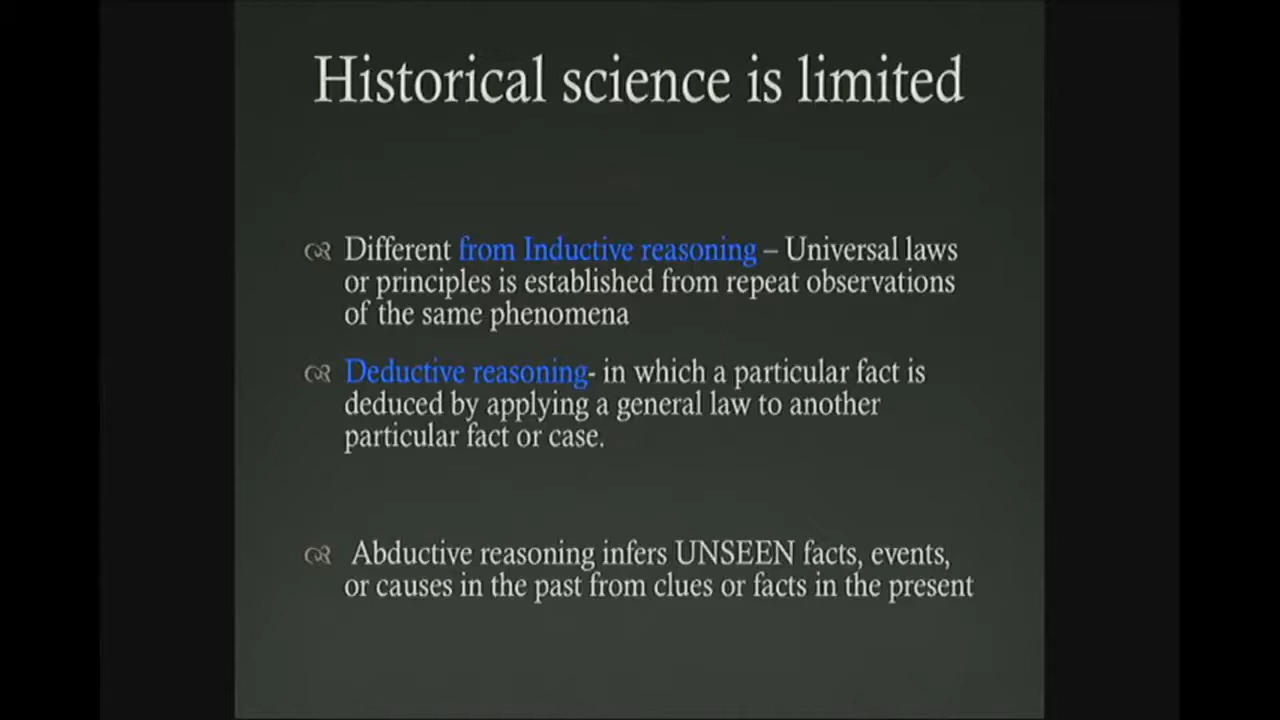 Historical science is limited
Different from Inductive reasoning – Universal laws
or principles is established from repeat observations
of the same phenomena
Deductive reasoning- in which a particular fact is
deduced by applying a general law to another
particular fact or case.
Abductive reasoning infers UNSEEN facts, events,
or causes in the past from clues or facts in the present